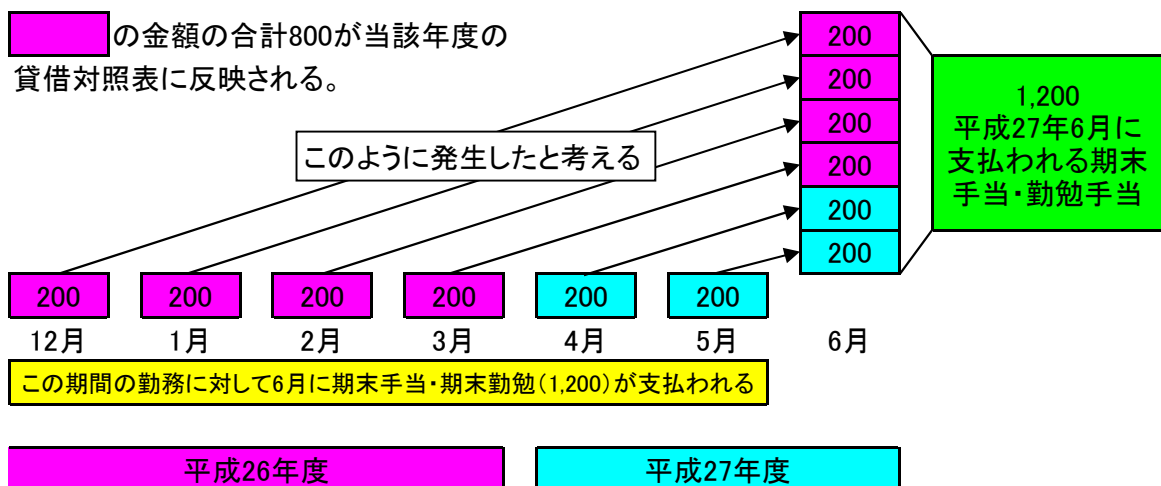 の金額の合計800が当該年度の
貸借対照表に反映される。
このように発生したと考える
200
200
200
200
200
200
1,200
平成27年6月に
支払われる期末
手当・勤勉手当
200 200 200 200 200 200
12月 1月 2月 3月 4月 5月 6月
この期間の勤務に対して6月に期末手当・期末勤勉(1,200)が支払われる
平成26年度 平成27年度